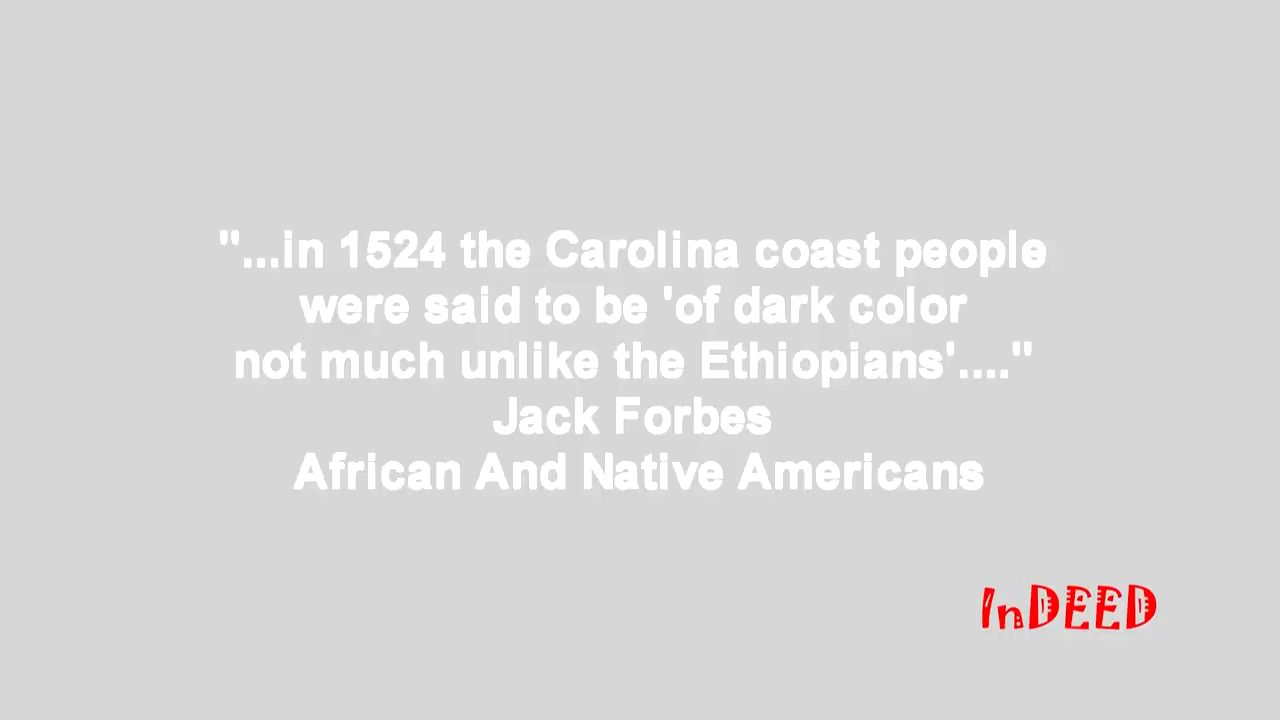 "...in 1524 the Carolina coast people
were said to be 'of dark color
not much unlike the Ethiopians'...."
Jack Forbes
African And Native Americans
InDEED